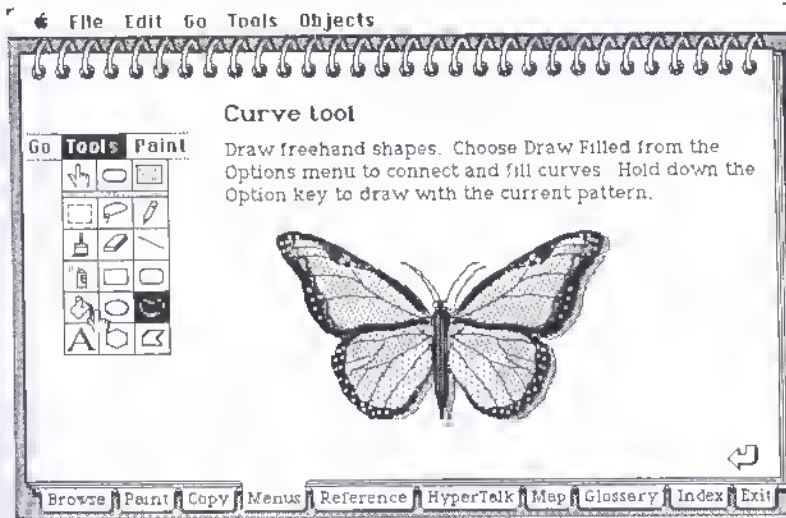 File Edit Go Tools Objects
Curve tool
Go Tools Paint
Draw freehand shapes. Choose Draw Filled from the
Options menu to connect and fill curves Hold down the
Option key to draw with the current pattern.
A
Browse Paint Copy Menus Reference HyperTalk Map Glossary Index Exit